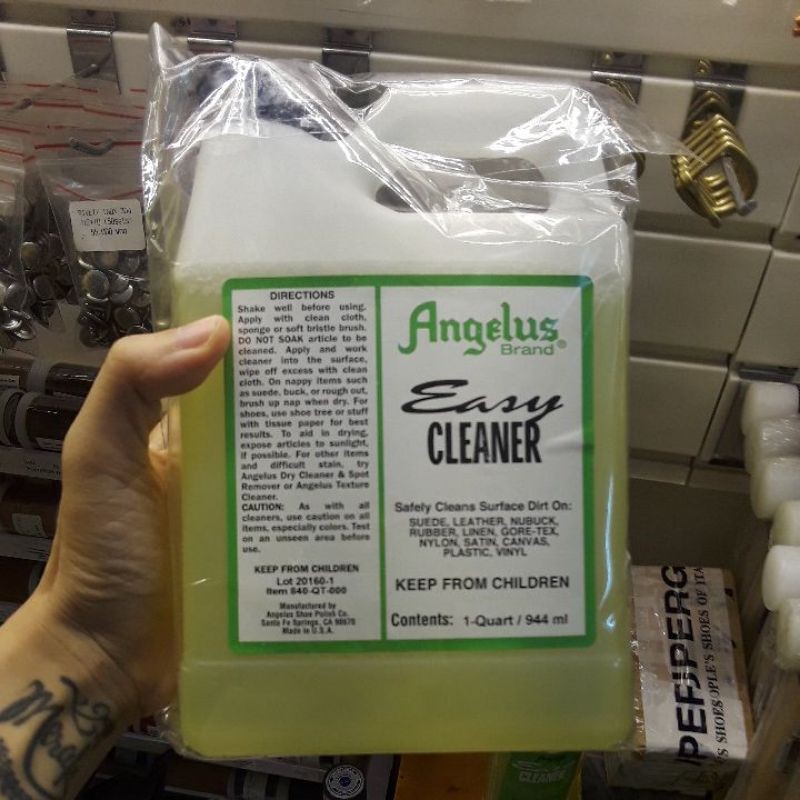 DIRECTIONS
Shake well before using.
Apply with clean cloth,
sponge or soft bristle brush.
DO NOT SOAK article to be
cleaned. Apply and work
cleaner into the surface,
wipe off excess with clean
cloth. On nappy items such
as suede, buck, or rough out,
brush up nap when dry. For
shoes, use shoe tree or stuff
with tissue paper for best
results. To aid in drying,
expose articles to sunlight,
if possible. For other items
and difficult stain, try
Angelus Dry Cleaner & Spot
Remover or Angelus Texture
Cleaner.
CAUTION: As with all
cleaners, use caution on all
items, especially colors. Test
on an unseen area before
use.
KEEP FROM CHILDREN
Lot 20160-1
Item 840-QT-000
Manufactured by
Angelus Shoe Polish Co.
Santa Fe Springs, CA 90670
Made in U.S.A.
Angelus
Brand®
Easy
CLEANER
Safely Cleans Surface Dirt On:
SUEDE, LEATHER, NUBUCK,
RUBBER, LINEN, GORE-TEX,
NYLON, SATIN, CANVAS,
PLASTIC, VINYL
KEEP FROM CHILDREN
Contents: 1-Quart / 944 ml
CLEANER